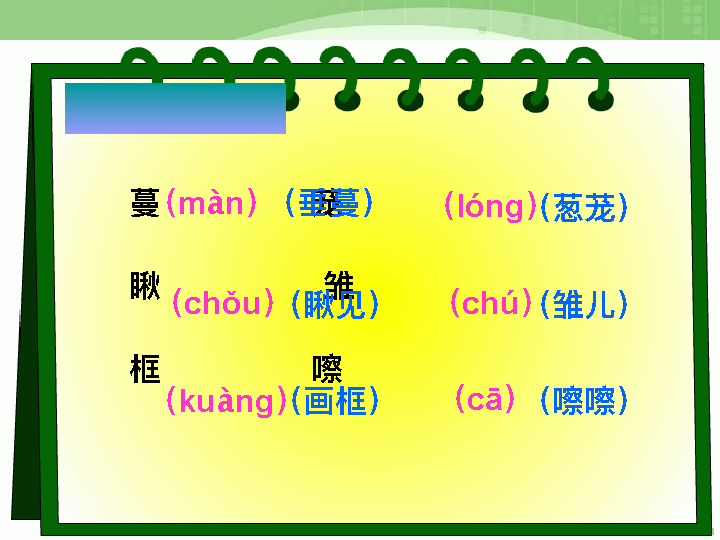 蔓(màn) (垂蔓) 茏(lóng)(葱茏)
瞅(chǒu)(瞅见) 雏(chú)(雏儿)
框(kuàng)(画框) 嚓(cā) (嚓嚓)